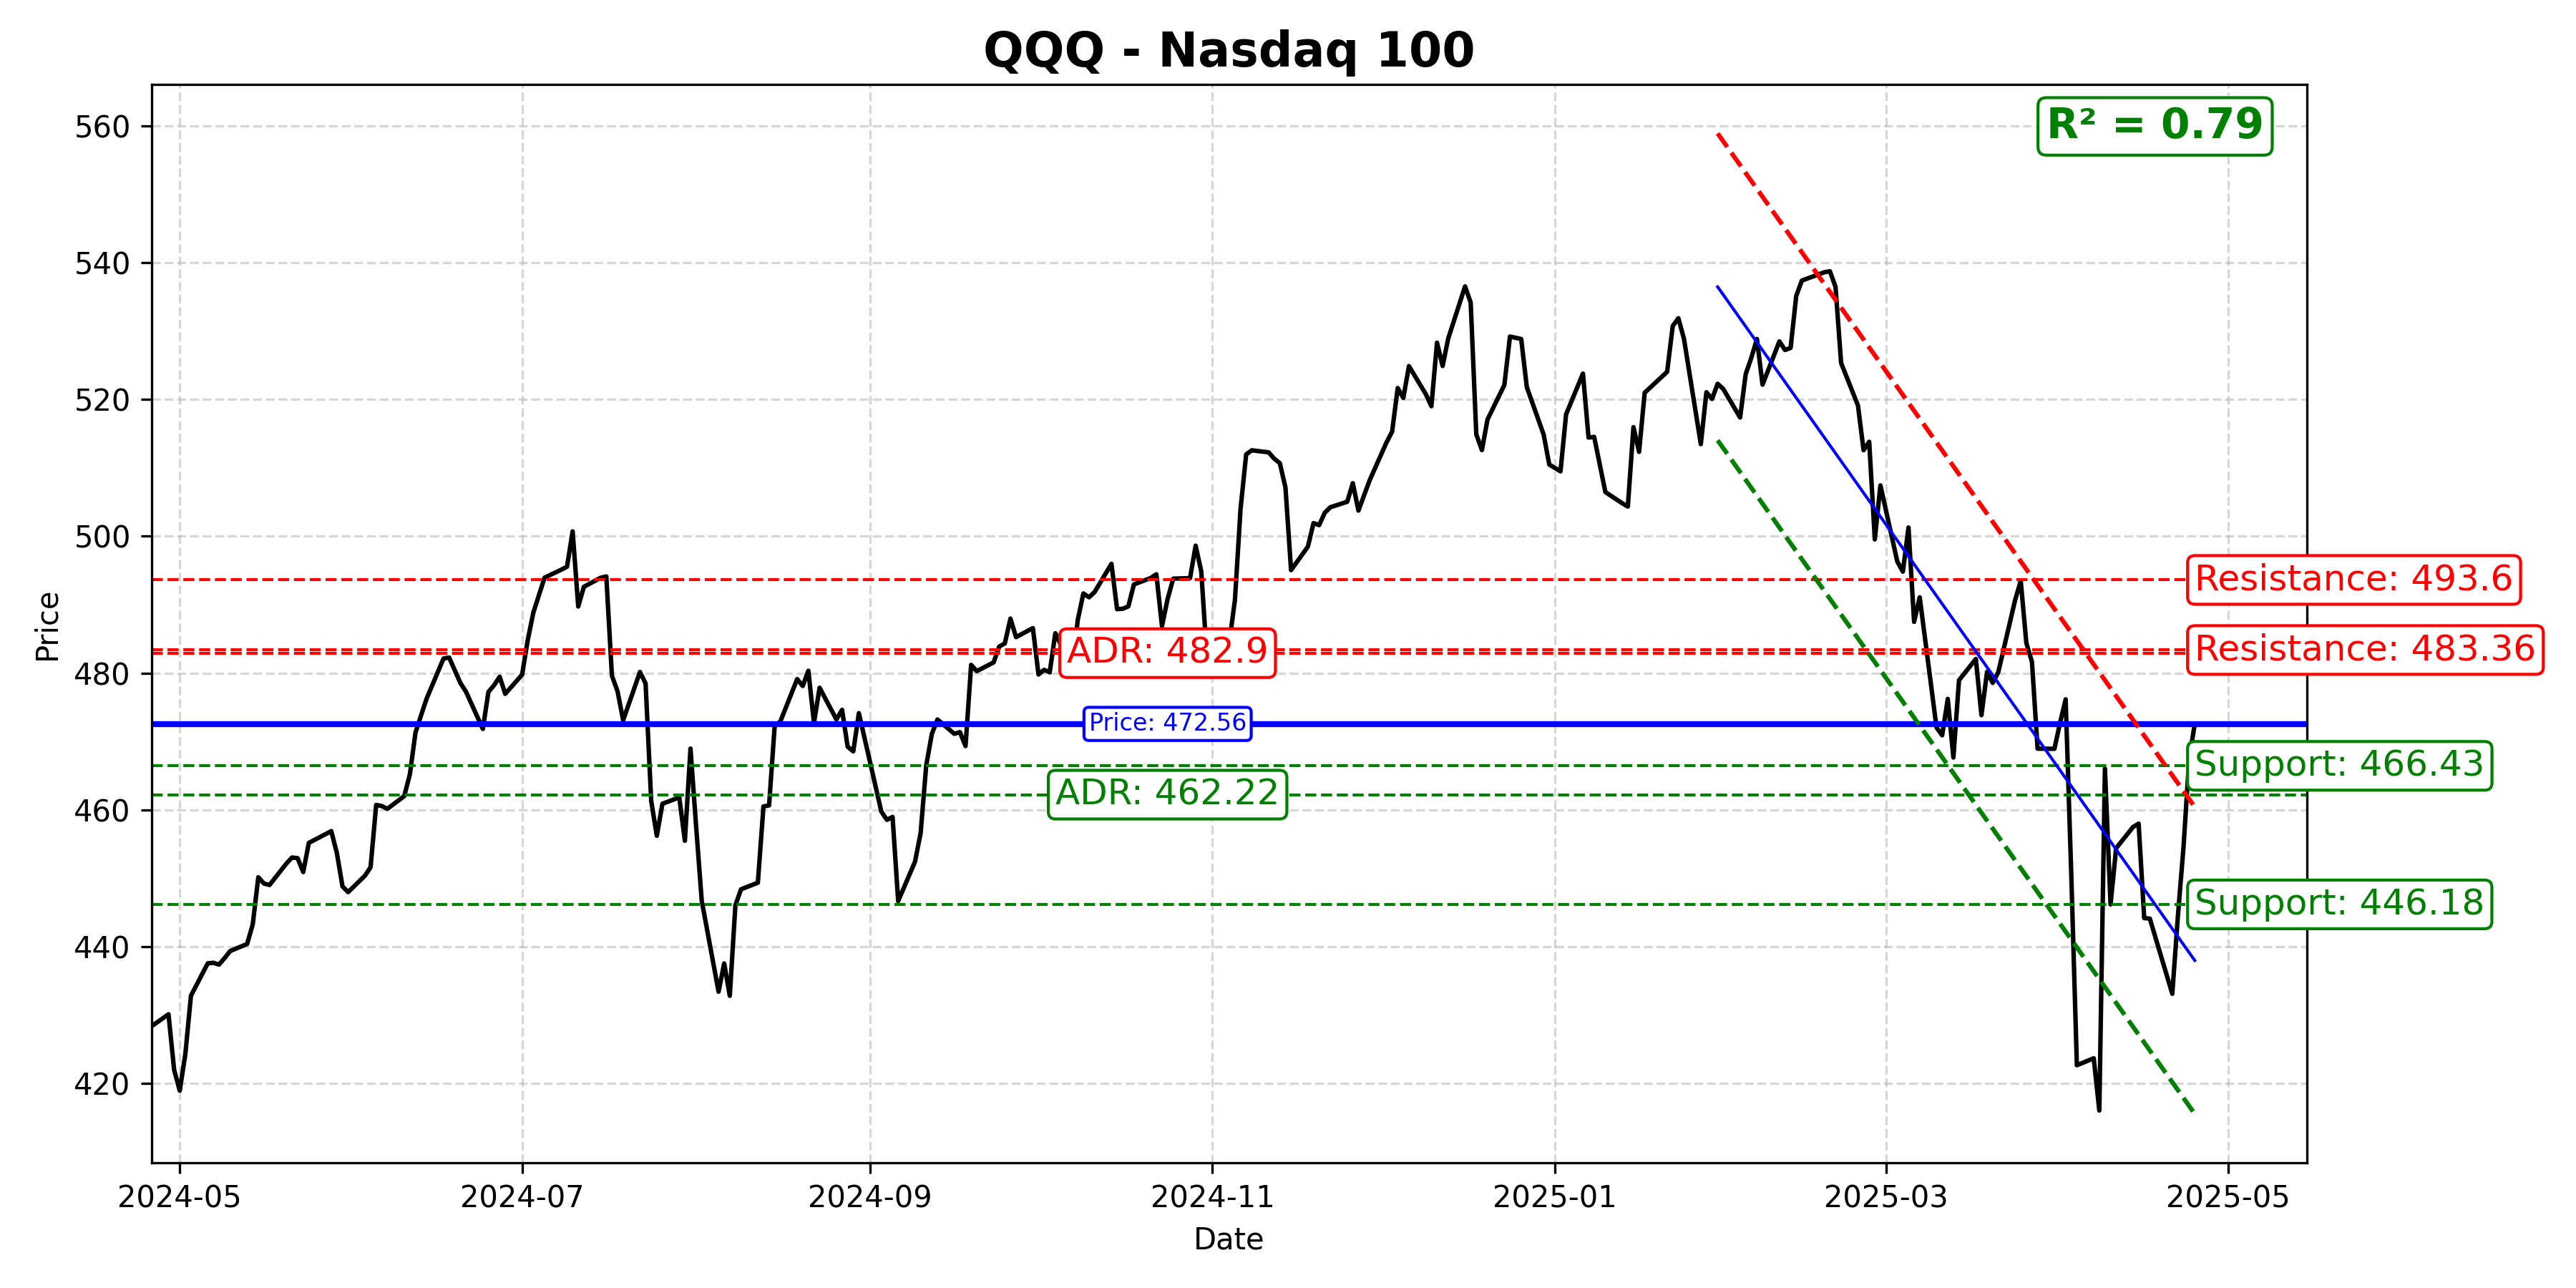 QQQ - Nasdaq 100
R² = 0.79
560
540
520
500
480
460
440
420
Price
Resistance: 493.6
Resistance: 483.36
ADR: 482.9
Price: 472.56
Support: 466.43
ADR: 462.22
Support: 446.18
2024-05
2024-07
2024-09
2024-11
2025-01
2025-03
2025-05
Date